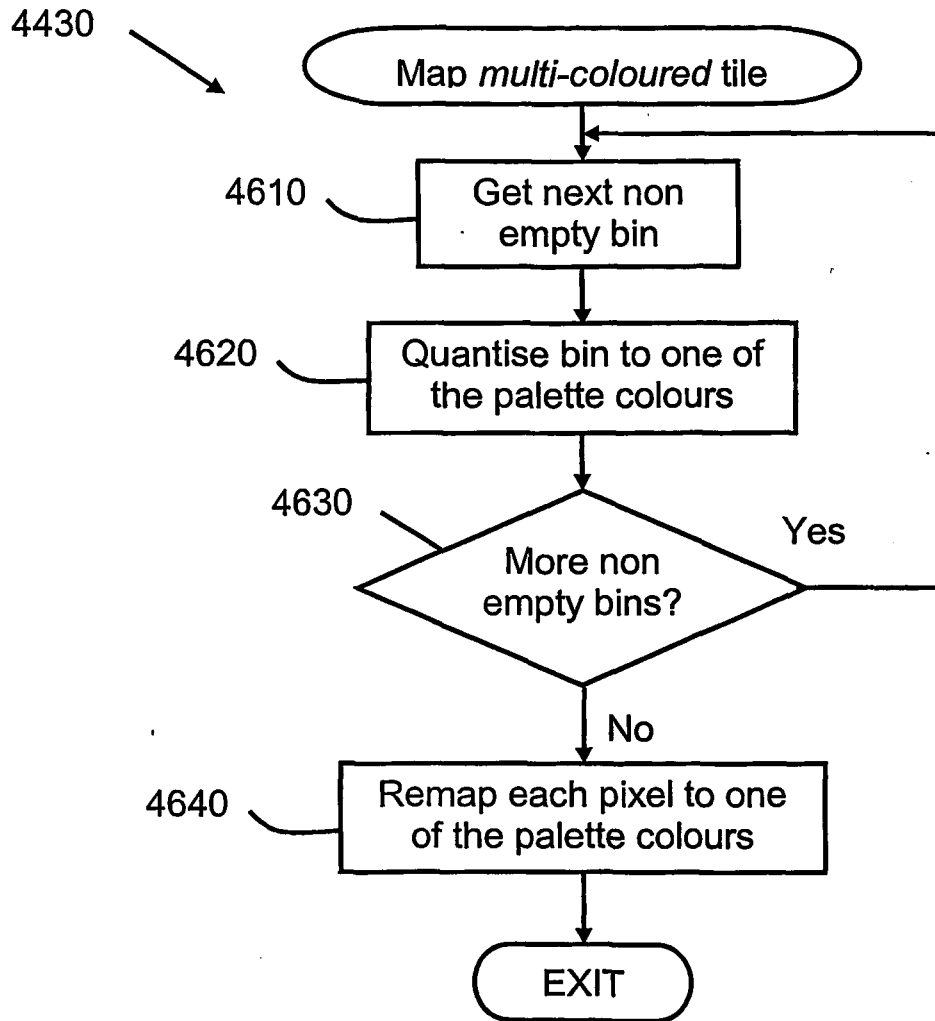 4430
Map multi-coloured tile
4610
Get next non
empty bin
4620
Quantise bin to one of
the palette colours
4630
More non
empty bins?
Yes
No
4640
Remap each pixel to one
of the palette colours
EXIT